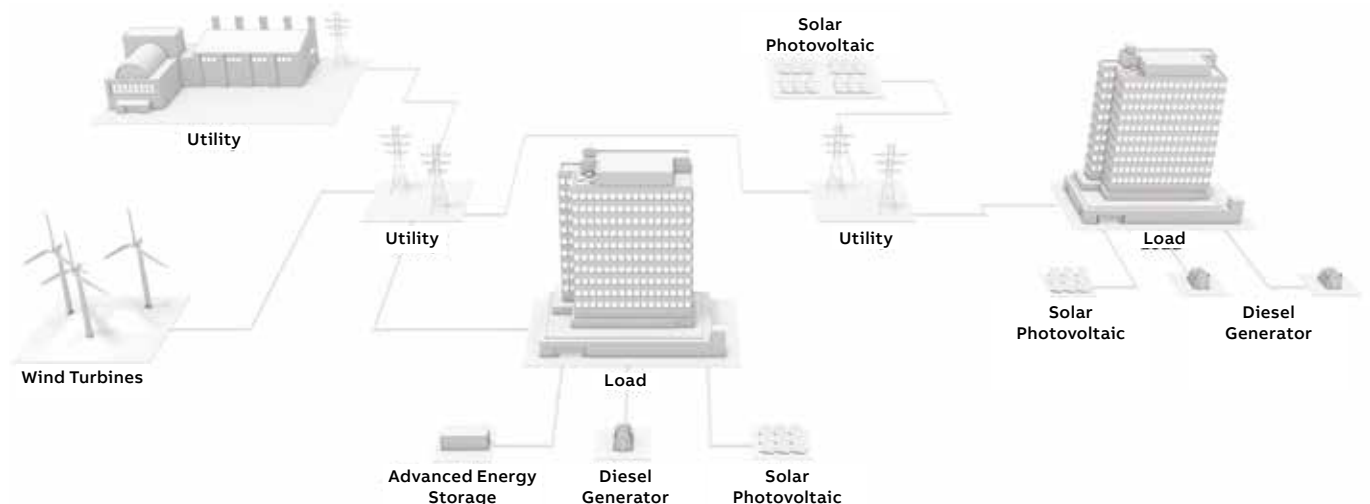 Solar
Photovoltaic
Utility
Utility
Utility
Load
Wind Turbines
Load
Solar
Photovoltaic
Diesel
Generator
Advanced Energy
Storage
Diesel
Generator
Solar
Photovoltaic